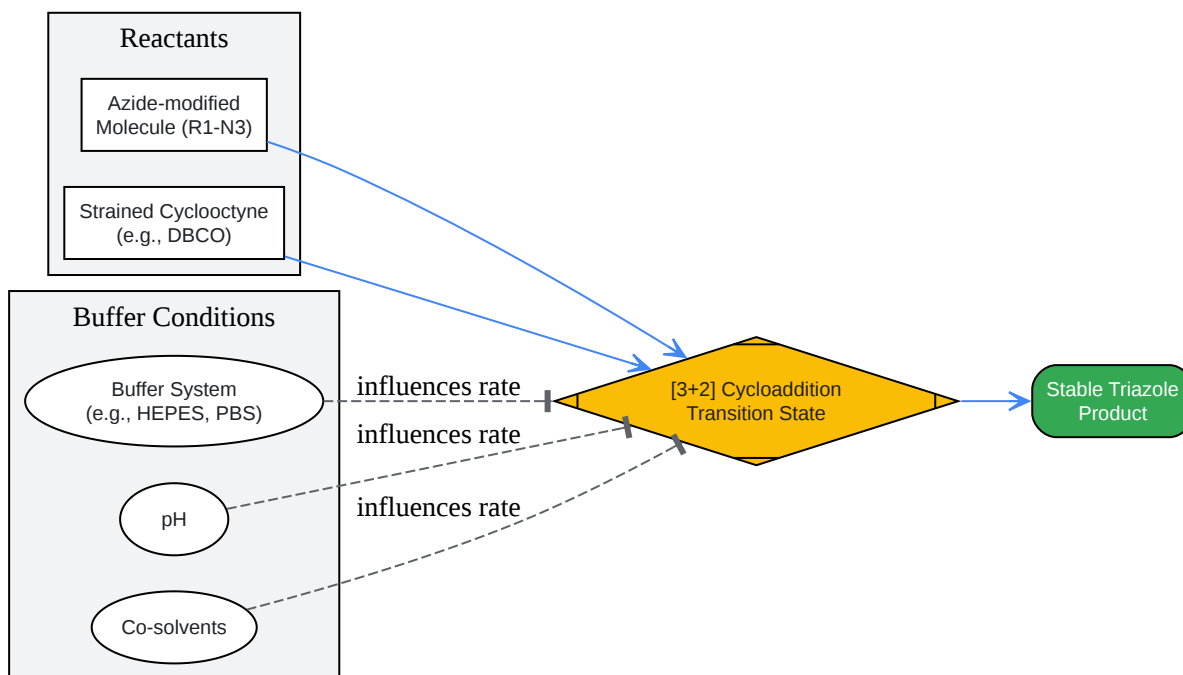 Reactants
Azide-modified
Molecule (R1-N3)
Strained Cyclooctyne
(e.g., DBCO)
Buffer Conditions
Buffer System
(e.g., HEPES, PBS)
pH
Co-solvents
influences rate
influences rate
influences rate
[3+2] Cycloaddition
Transition State
Stable Triazole
Product